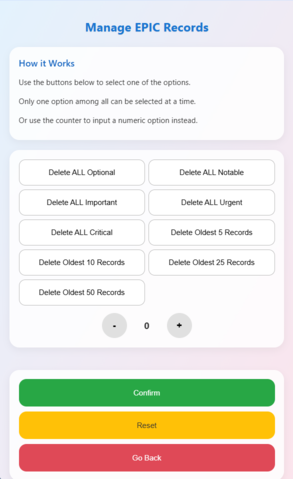 Manage EPIC Records
How it Works
Use the buttons below to select one of the options.
Only one option among all can be selected at a time.
Or use the counter to input a numeric option instead.
Delete ALL Optional
Delete ALL Notable
Delete ALL Important
Delete ALL Urgent
Delete ALL Critical
Delete Oldest 5 Records
Delete Oldest 10 Records
Delete Oldest 25 Records
Delete Oldest 50 Records
- 0 +
Confirm
Reset
Go Back